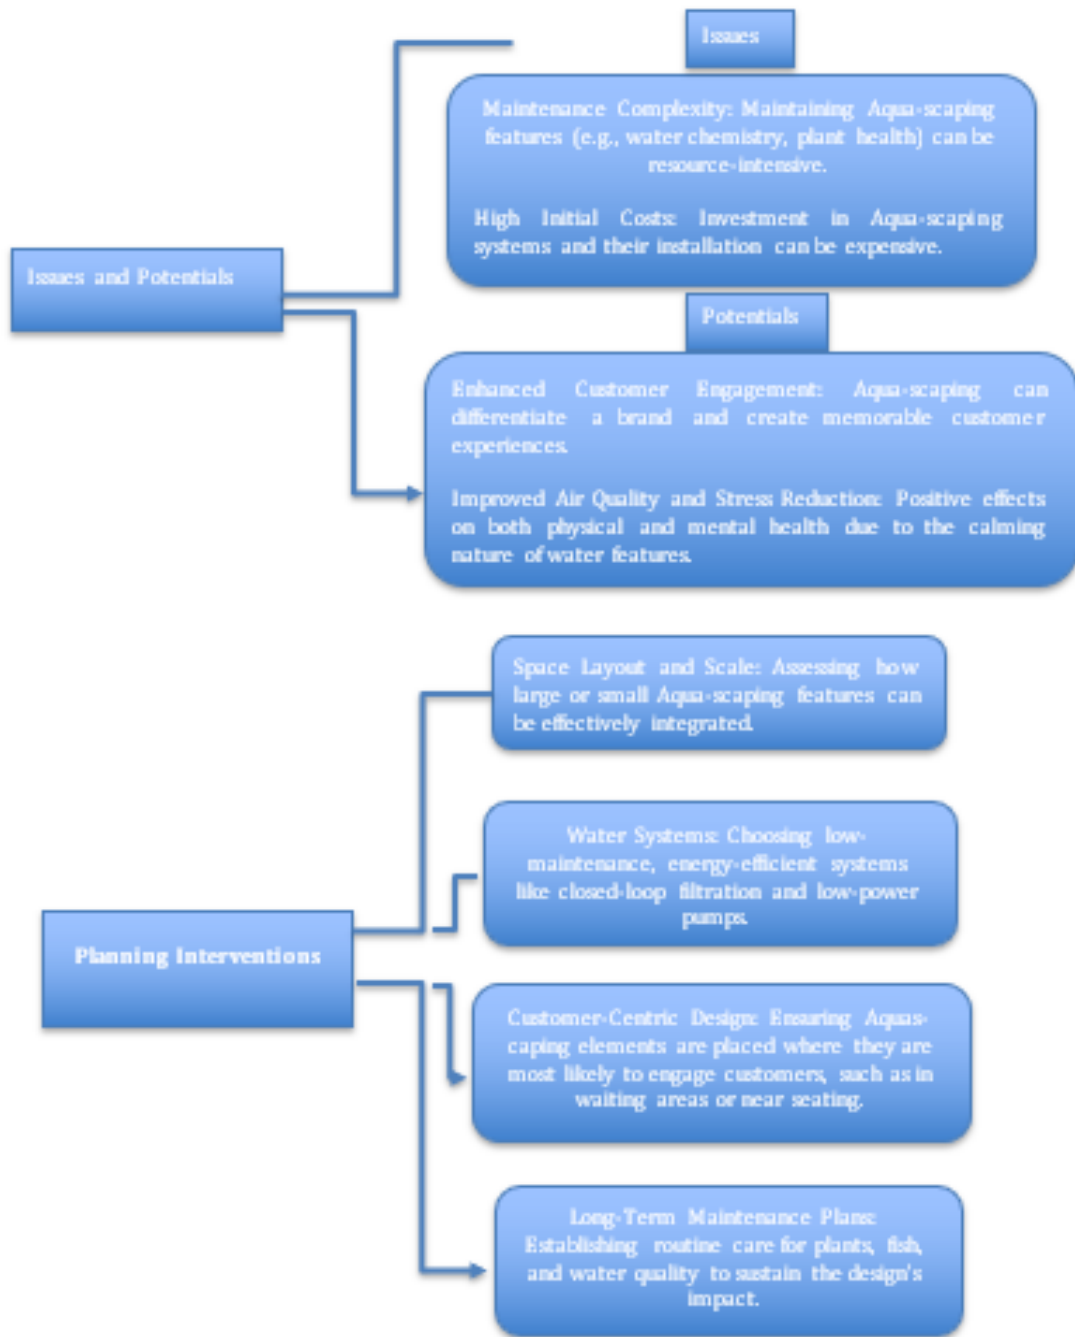 Issues
Maintenance Complexity: Maintaining Aqua-scaping
features (e.g., water chemistry, plant health) can be
resource-intensive.
High Initial Costs: Investment in Aqua-scaping
systems and their installation can be expensive.
Issues and Potentials
Potentials
Enhanced Customer Engagement: Aqua-scaping can
differentiate a brand and create memorable customer
experiences.
Improved Air Quality and Stress Reduction: Positive effects
on both physical and mental health due to the calming
nature of water features.
Space Layout and Scale: Assessing how
large or small Aqua-scaping features can
be effectively integrated.
Water Systems: Choosing low-
maintenance, energy-efficient systems
like closed-loop filtration and low-power
pumps.
Planning Interventions
Customer-Centric Design: Ensuring Aquas-
caping elements are placed where they are
most likely to engage customers, such as in
waiting areas or near seating.
Long-Term Maintenance Plans:
Establishing routine care for plants, fish,
and water quality to sustain the design's
impact.